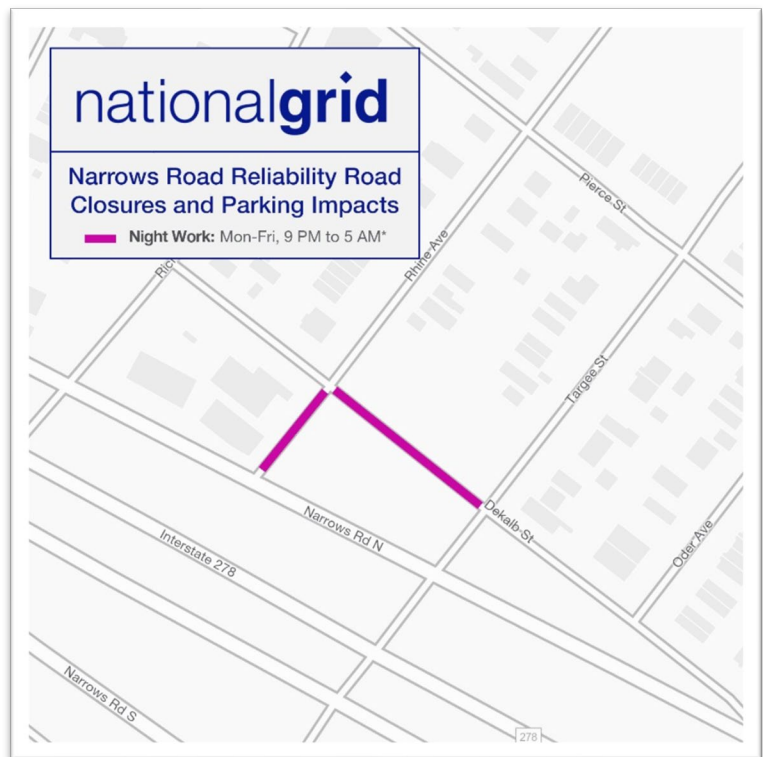 nationalgrid
Narrows Road Reliability Road
Closures and Parking Impacts
Night Work: Mon-Fri, 9 PM to 5 AM*
Pierce St
Rhine Ave
Targee St
Dekalb St
Narrows Rd N
Oder Ave
Interstate 278
Narrows Rd S
278